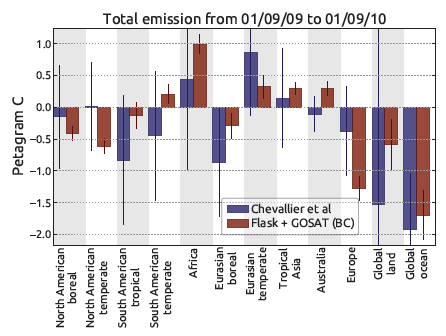 Total emission from 01/09/09 to 01/09/10
Petagram C
1.0
0.5
0.0
−0.5
−1.0
−1.5
−2.0
Chevallier et al
Flask + GOSAT (BC)
North American
boreal
North American
temperate
South American
tropical
South American
temperate
Africa
Eurasian
boreal
Eurasian
temperate
Tropical
Asia
Australia
Europe
Global
land
Global
ocean